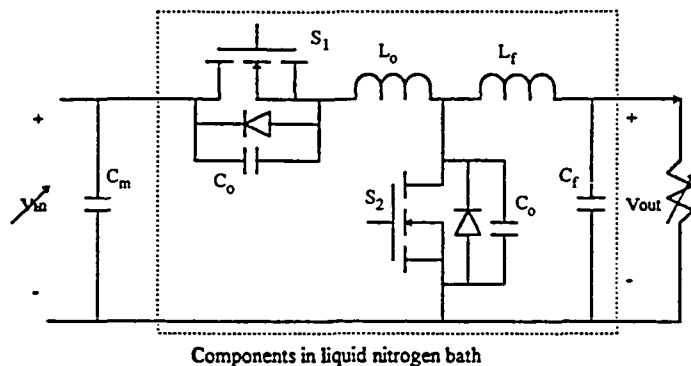 S1
Lo
Lf
+
+
Cm
Co
S2
Co
Cf
Vin
Vout
-
-
Components in liquid nitrogen bath